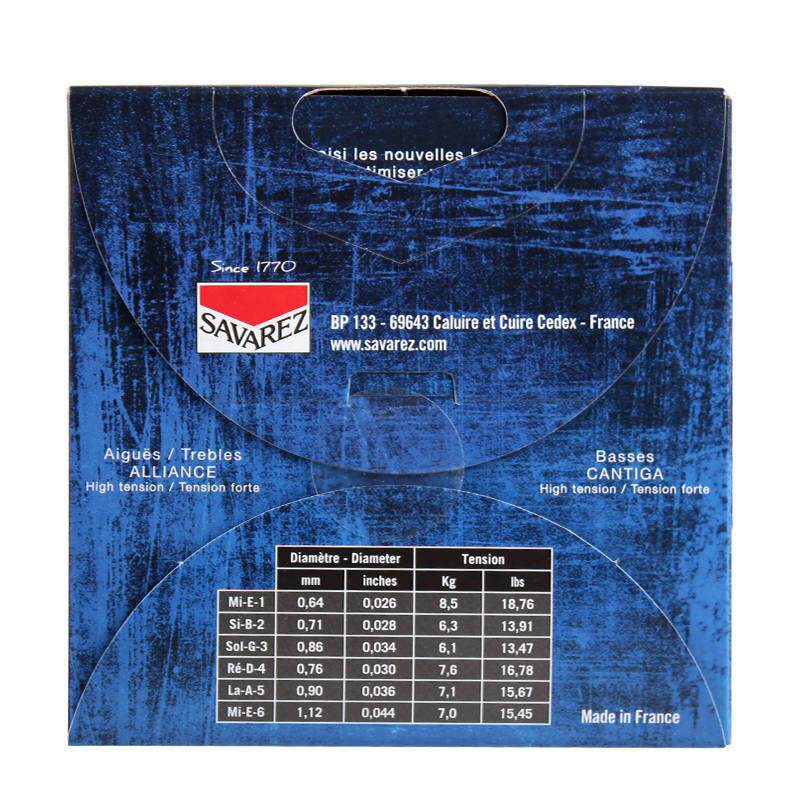 les nouvelles
Since 1770
SAVAREZ
BP 133 - 69643 Caluire et Cuire Cedex - France
www.savarez.com
Aiguës / Trebles
ALLIANCE
High tension / Tension forte
Basses
CANTIGA
High tension / Tension forte
Diamètre - Diameter Tension
mm inches Kg lbs
Mi-E-1 0,64 0,026 8,5 18,76
Si-B-2 0,71 0,028 6,3 13,91
Sol-G-3 0,86 0,034 6,1 13,47
Ré-D-4 0,76 0,030 7,6 16,78
La-A-5 0,90 0,036 7,1 15,67
Mi-E-6 1,12 0,044 7,0 15,45
Made in France